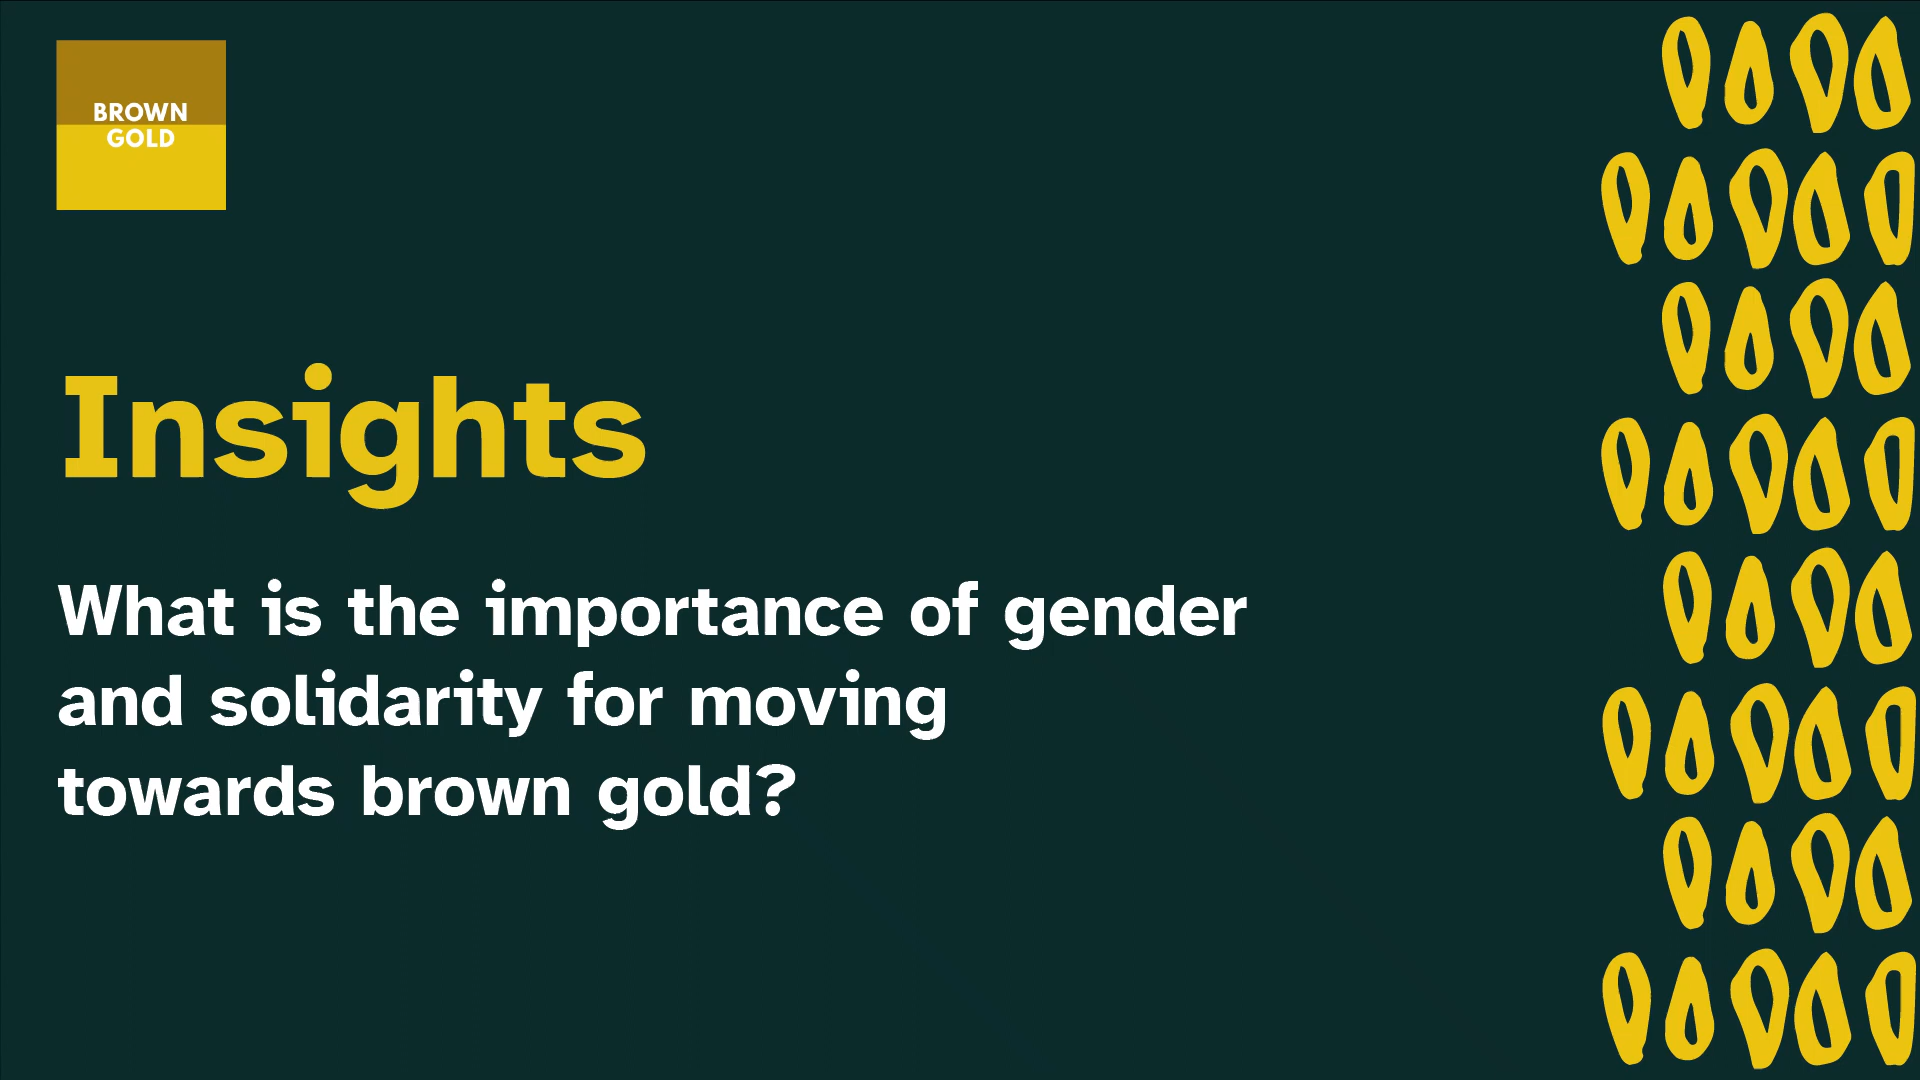 BROWN
GOLD
Insights
What is the importance of gender
and solidarity for moving
towards brown gold?